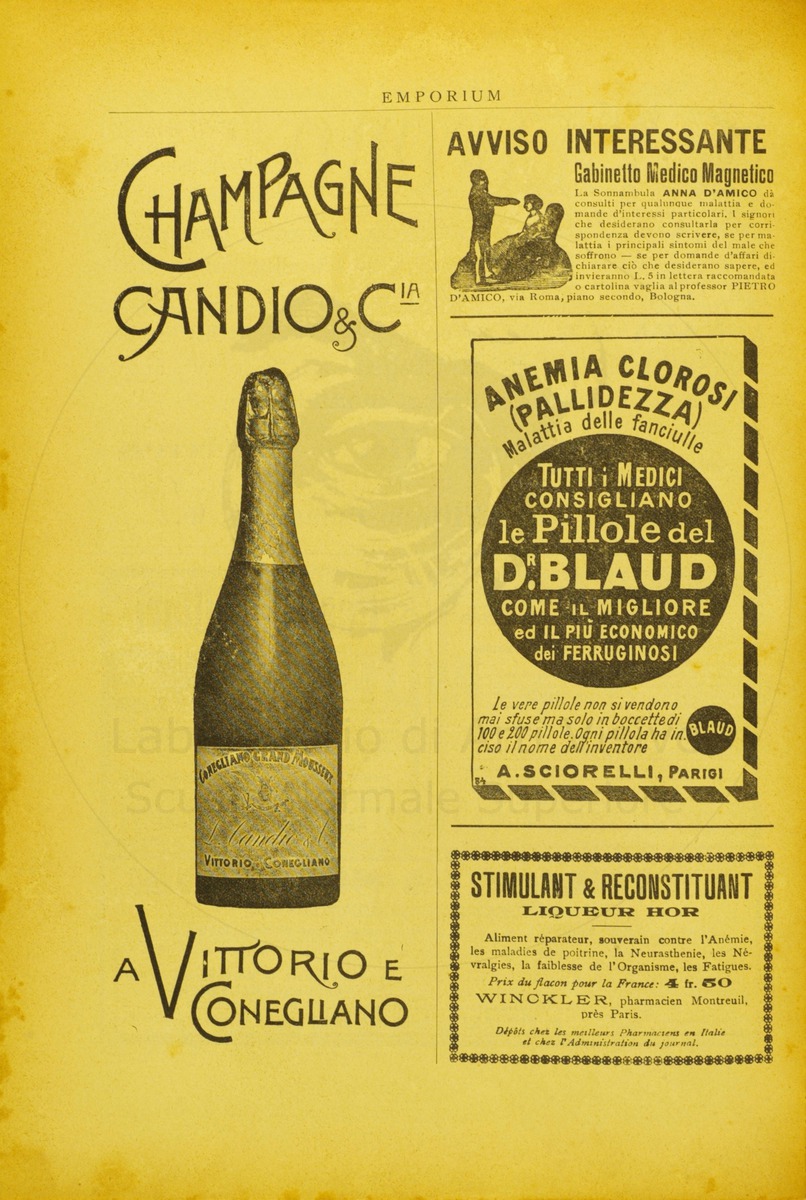 EMPORIUM
CHAMPAGNE
CANDIO & CIA
CONEGLIANO GRAND MOUSSEUX
L. Candio & C
VITTORIO - CONEGLIANO
A VITTORIO E
CONEGLIANO
AVVISO INTERESSANTE
Gabinetto Medico Magnetico
La Sonnambula ANNA D'AMICO dà
consulti per qualunque malattia e do-
mande d'interessi particolari. I signori
che desiderano consultarla per corri-
spondenza devono scrivere, se per ma-
lattia i principali sintomi del male che
soffrono — se per domande d'affari di-
chiarare ciò che desiderano sapere, ed
invieranno L. 5 in lettera raccomandata
o cartolina vaglia al professor PIETRO
D'AMICO, via Roma, piano secondo, Bologna.
ANEMIA CLOROSI
(PALLIDEZZA)
Malattia delle fanciulle
TUTTI i MEDICI
CONSIGLIANO
le Pillole del
DR. BLAUD
COME IL MIGLIORE
ed IL PIÙ ECONOMICO
dei FERRUGINOSI
Le vere pillole non si vendono
mai sfuse ma solo in boccette di
100 e 200 pillole. Ogni pillola ha in.
ciso il nome dell'inventore
BLAUD
A. SCIORELLI, PARIGI
STIMULANT & RECONSTITUANT
LIQUEUR HOR
Aliment réparateur, souverain contre l'Anémie,
les maladies de poitrine, la Neurasthenie, les Né-
vralgies, la faiblesse de l'Organisme, les Fatigues.
Prix du flacon pour la France: 4 fr. 50
WINCKLER, pharmacien Montreuil,
près Paris.
Dépôts chez les meilleurs Pharmaciens en Italie
et chez l'Administration du journal.